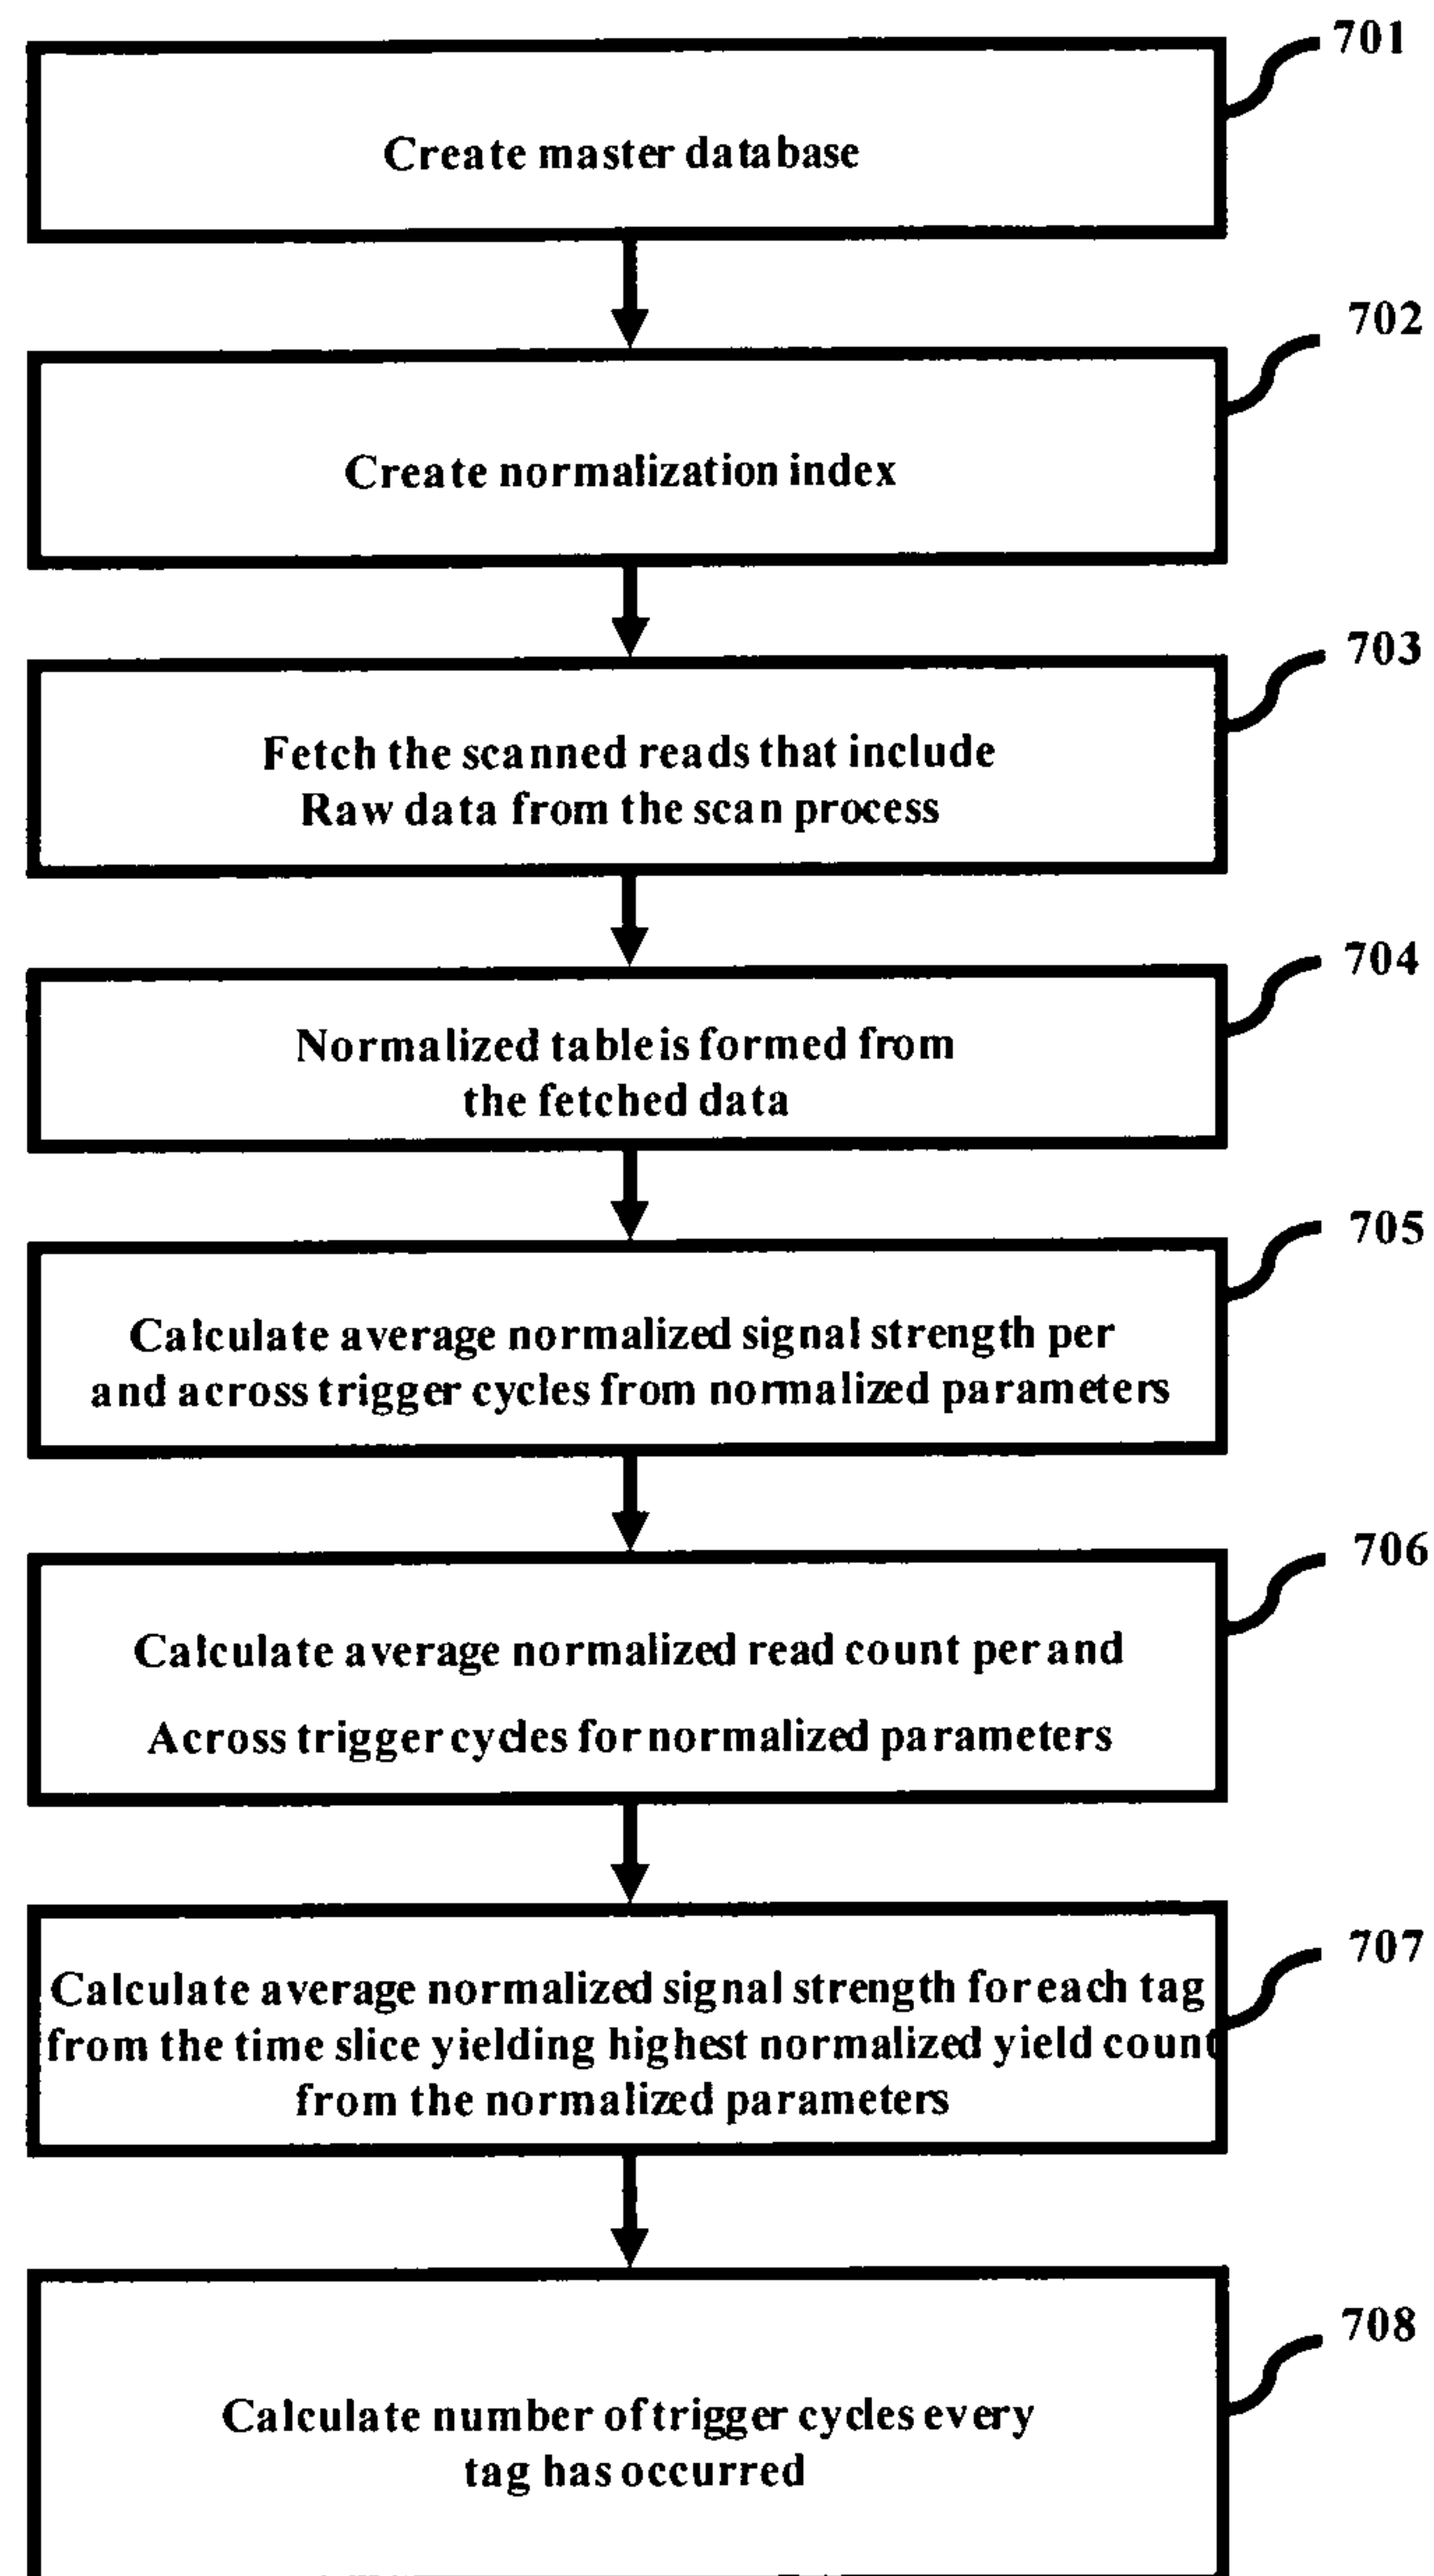 701
Create master database
702
Create normalization index
703
Fetch the scanned reads that include
Raw data from the scan process
704
Normalized table is formed from
the fetched data
705
Calculate average normalized signal strength per
and across trigger cycles from normalized parameters
706
Calculate average normalized read count per and
Across trigger cycles for normalized parameters
707
Calculate average normalized signal strength for each tag
from the time slice yielding highest normalized yield count
from the normalized parameters
708
Calculate number of trigger cycles every
tag has occurred